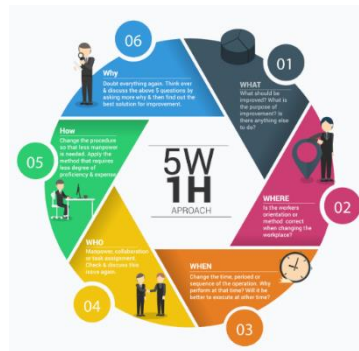 5W
1H
APROACH
01
WHAT
What should be
improved? What is
the purpose of
improvement? Is
there anything else
to do?
02
WHERE
Is the workers
orientation or
method correct
when changing the
workplace?
03
WHEN
Change the time, period or
sequence of the operation. Why
perform at that time? Will it be
better to execute at other time?
04
WHO
Manpower, collaboration
or task assignment.
Check & discuss this
again.
05
How
Change the procedure
so that less manpower
is needed. Apply the
method that requires
less degree of
proficiency & expense
06
Why
Doubt everything again. Think over
& discuss the above 5 questions by
asking more why & then find out the
best solution for improvement.